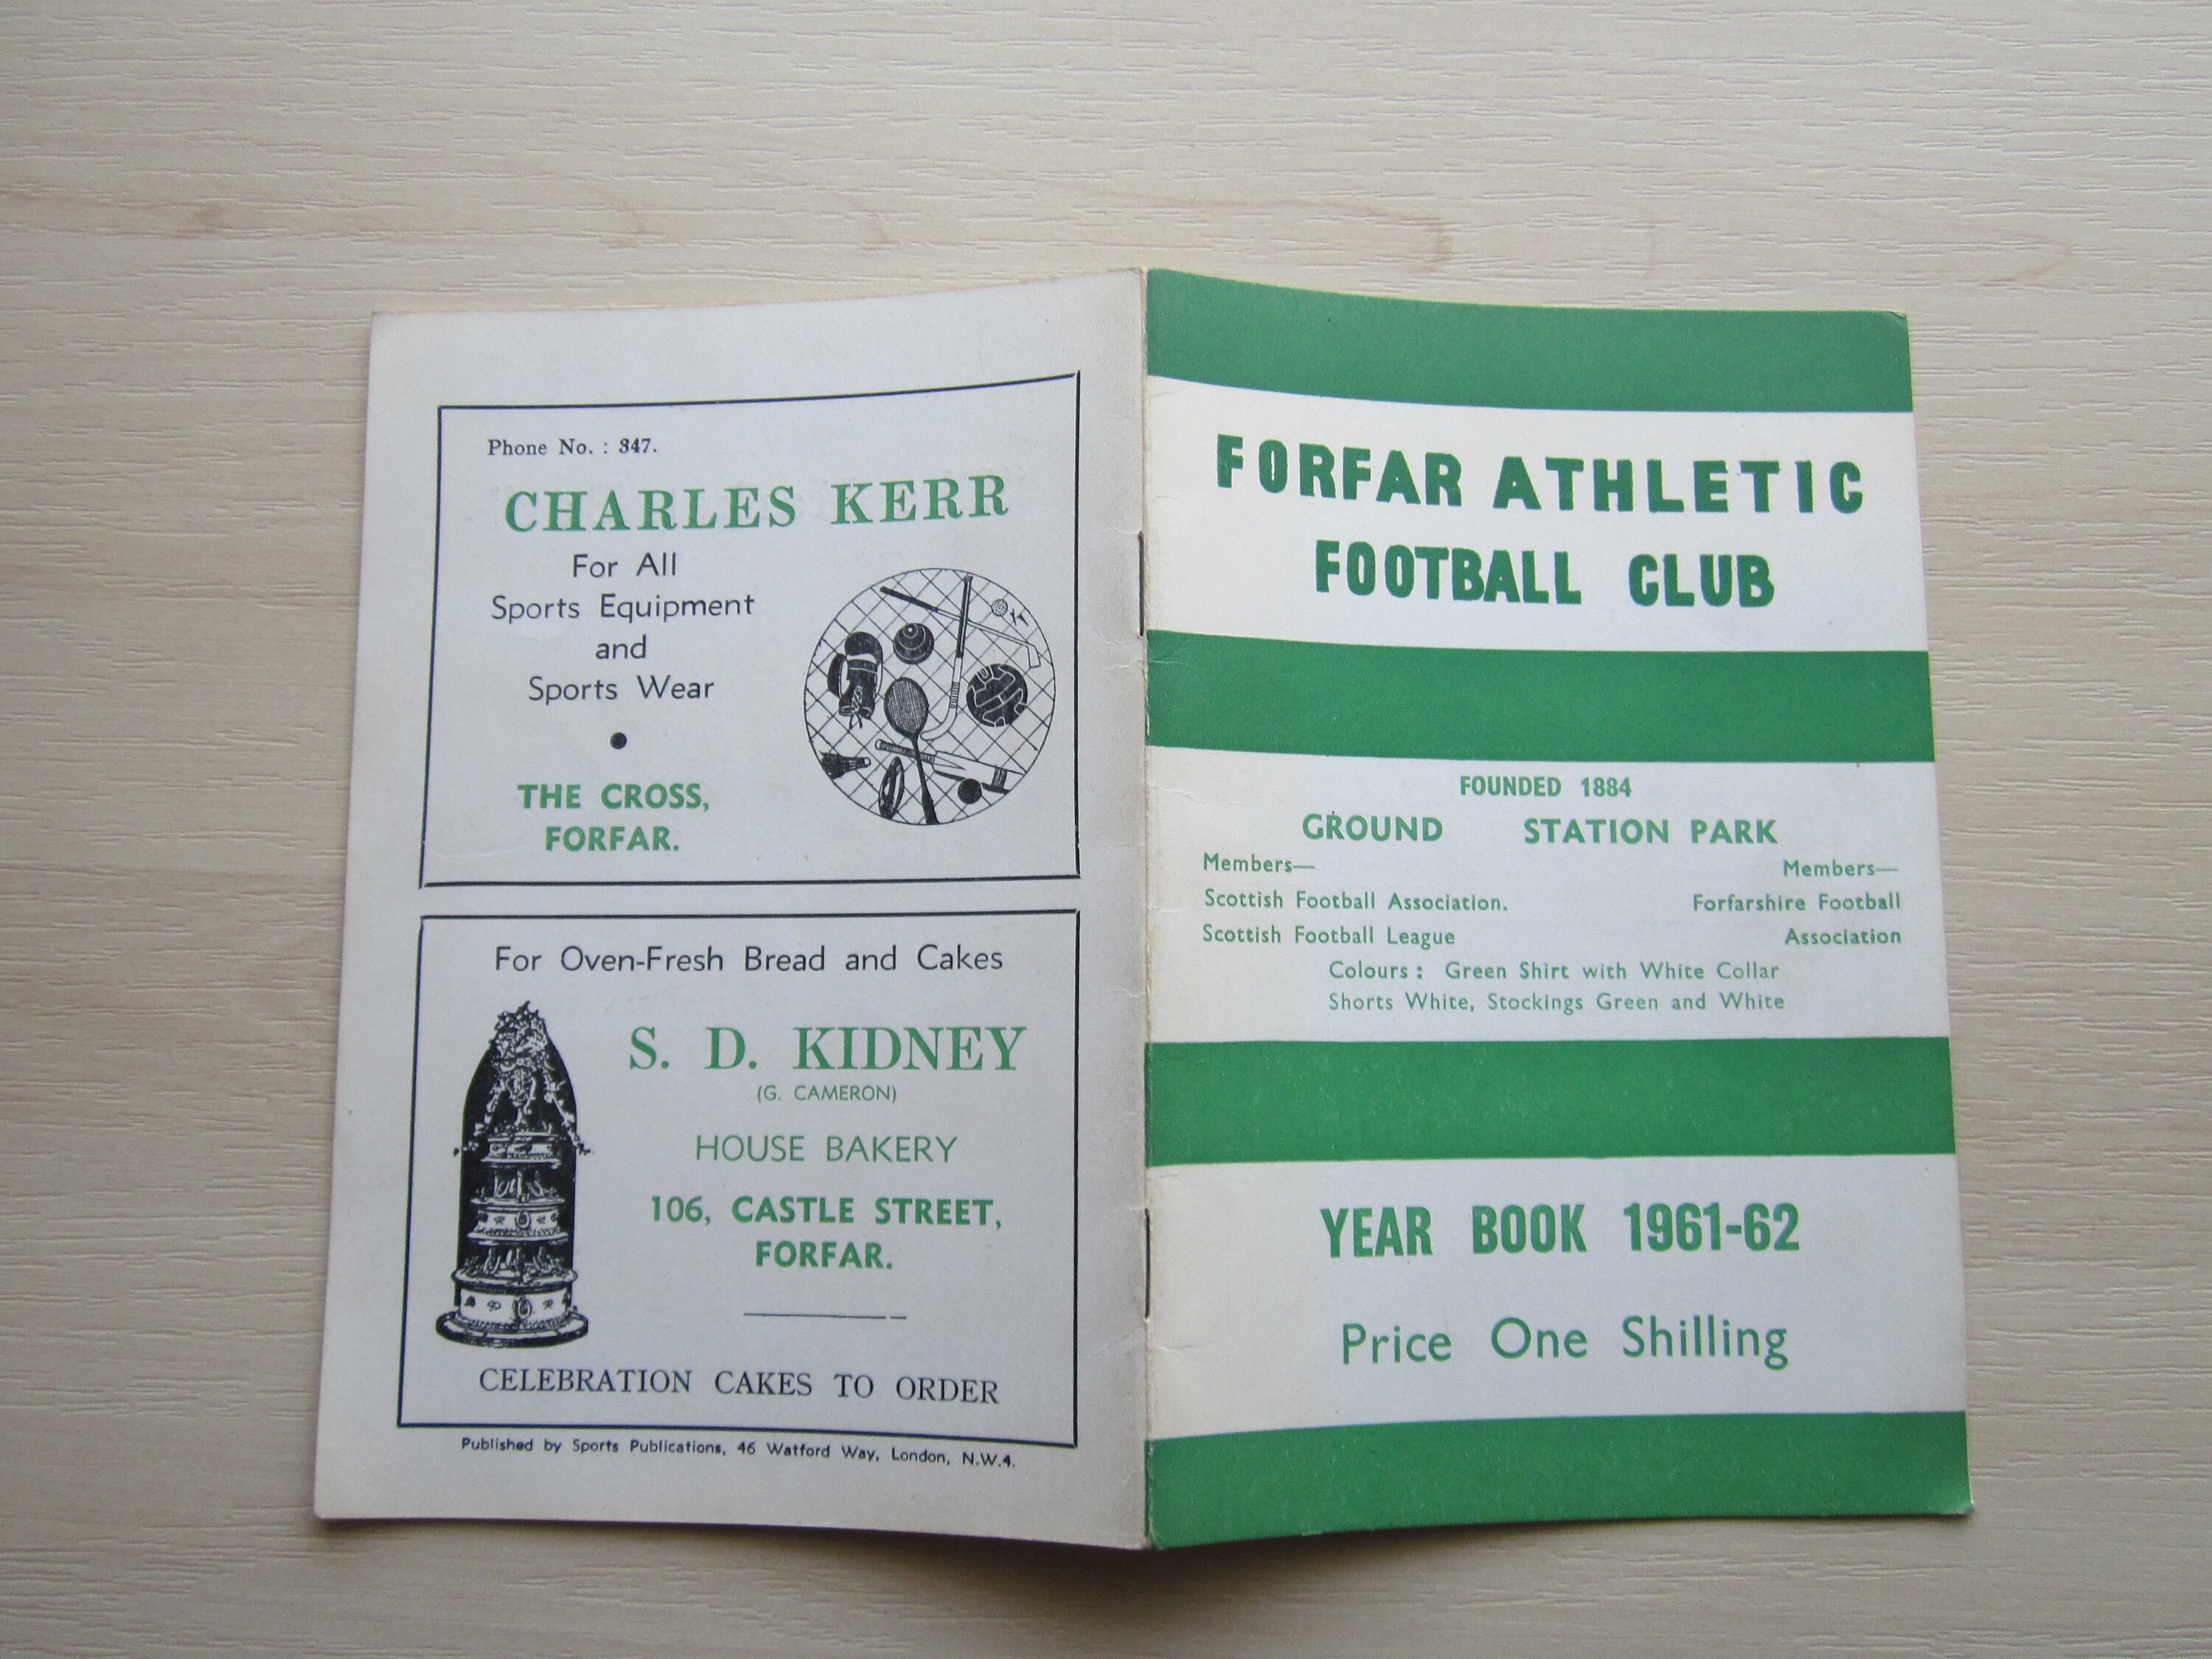 Phone No. : 347.
CHARLES KERR
For All
Sports Equipment
and
Sports Wear
THE CROSS,
FORFAR.
For Oven-Fresh Bread and Cakes
S. D. KIDNEY
(G. CAMERON)
HOUSE BAKERY
106, CASTLE STREET,
FORFAR.
CELEBRATION CAKES TO ORDER
Published by Sports Publications, 46 Watford Way, London, N.W.4.
FORFAR ATHLETIC
FOOTBALL CLUB
FOUNDED 1884
GROUND STATION PARK
Members—
Scottish Football Association.
Scottish Football League
Members—
Forfarshire Football
Association
Colours : Green Shirt with White Collar
Shorts White, Stockings Green and White
YEAR BOOK 1961-62
Price One Shilling